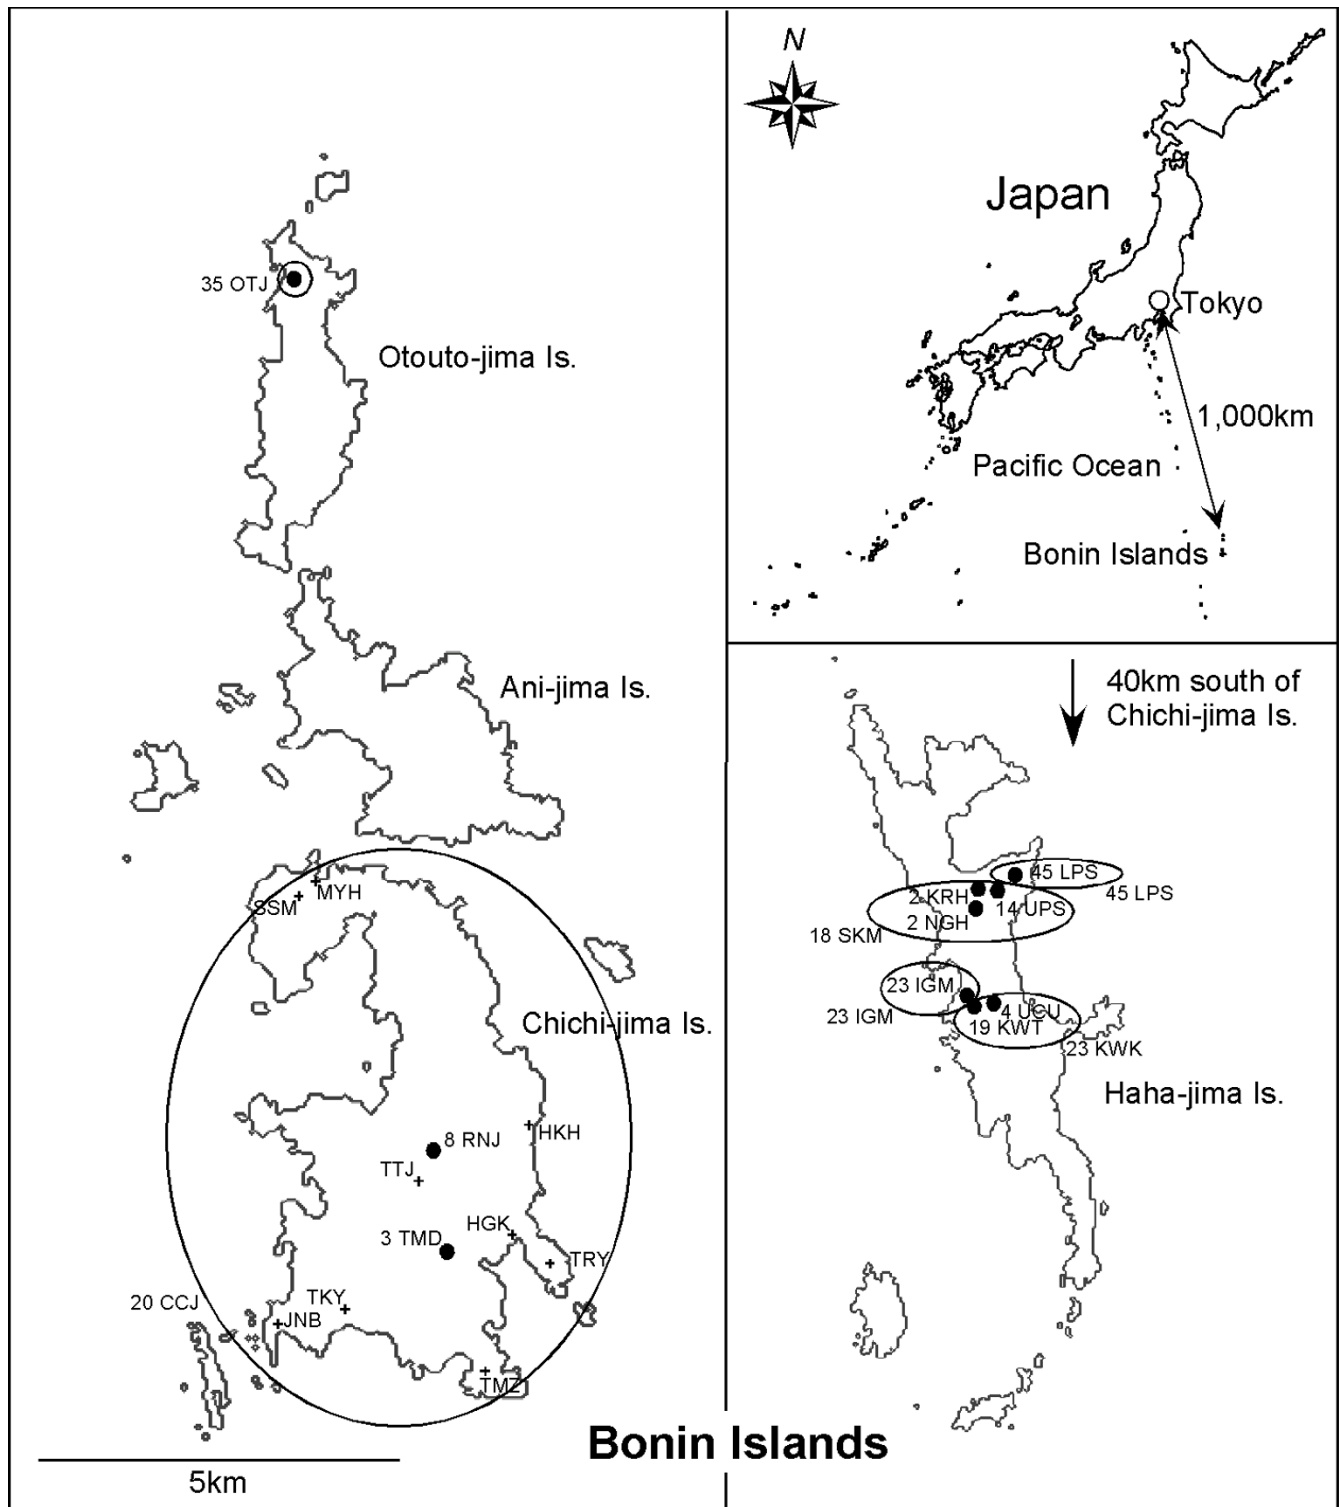 35 OTJ
Otouto-jima Is.
Ani-jima Is.
MYH
SSM
Chichi-jima Is.
8 RNJ
HKH
TTJ
HGK
3 TMD
TRY
20 CCJ
TKY
JNB
TMZ
5km
Bonin Islands
N
Japan
Tokyo
1,000km
Pacific Ocean
Bonin Islands
40km south of
Chichi-jima Is.
45 LPS
45 LPS
2 KRH
14 UPS
2 NGH
18 SKM
23 IGM
23 IGM
4 UCU
19 KWT
23 KWK
Haha-jima Is.